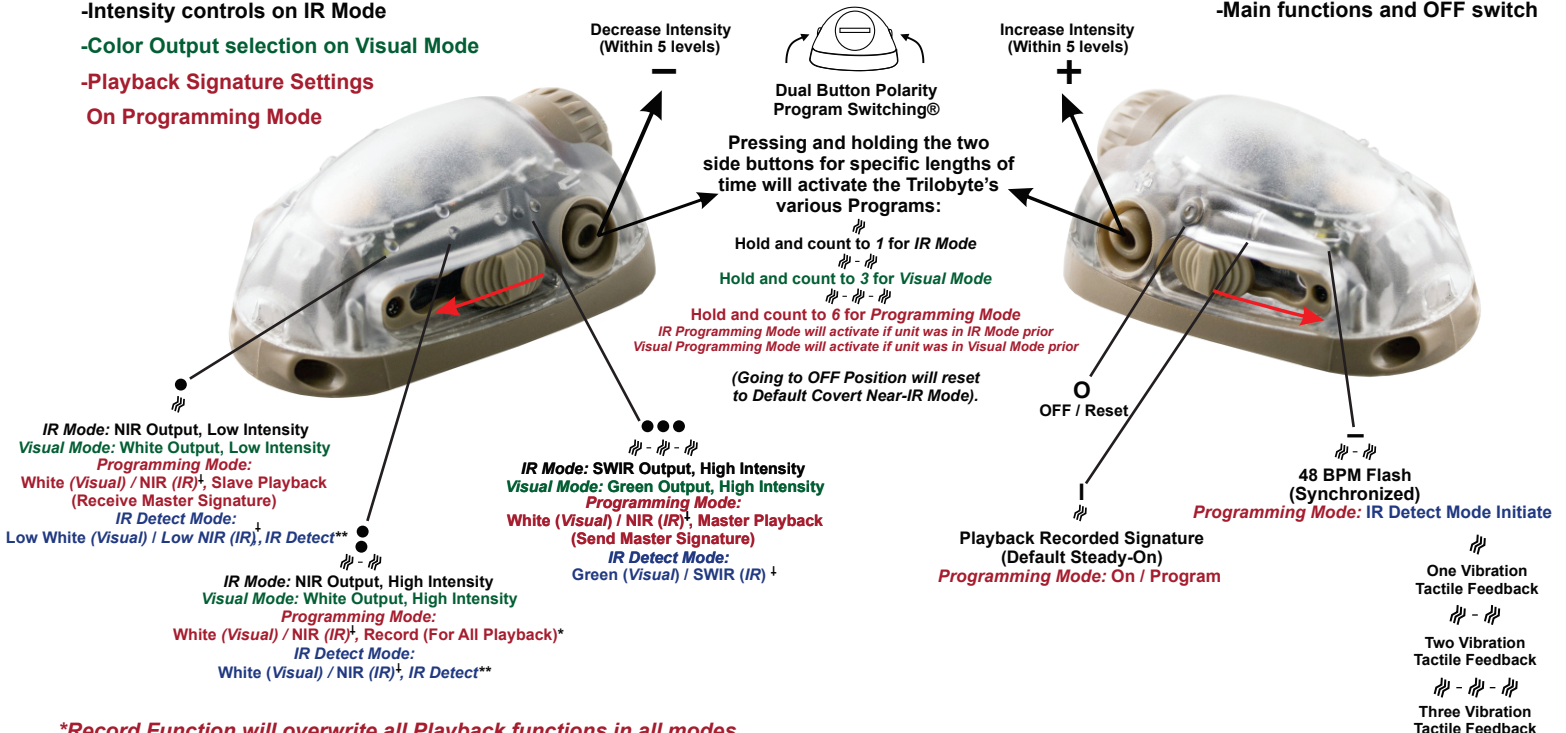 -Intensity controls on IR Mode
-Color Output selection on Visual Mode
-Playback Signature Settings
On Programming Mode
Decrease Intensity
(Within 5 levels)
–
Dual Button Polarity
Program Switching®
Increase Intensity
(Within 5 levels)
+
-Main functions and OFF switch
Pressing and holding the two
side buttons for specific lengths of
time will activate the Trilobyte's
various Programs:
Hold and count to 1 for IR Mode
-
Hold and count to 3 for Visual Mode
- -
Hold and count to 6 for Programming Mode
IR Programming Mode will activate if unit was in IR Mode prior
Visual Programming Mode will activate if unit was in Visual Mode prior
(Going to OFF Position will reset
to Default Covert Near-IR Mode).
●
IR Mode: NIR Output, Low Intensity
Visual Mode: White Output, Low Intensity
Programming Mode:
White (Visual) / NIR (IR)⸸, Slave Playback
(Receive Master Signature)
IR Detect Mode:
Low White (Visual) / Low NIR (IR)⸸, IR Detect**
●
●
-
IR Mode: NIR Output, High Intensity
Visual Mode: White Output, High Intensity
Programming Mode:
White (Visual) / NIR (IR)⸸, Record (For All Playback)*
IR Detect Mode:
White (Visual) / NIR (IR)⸸, IR Detect**
●●●
- -
IR Mode: SWIR Output, High Intensity
Visual Mode: Green Output, High Intensity
Programming Mode:
White (Visual) / NIR (IR)⸸, Master Playback
(Send Master Signature)
IR Detect Mode:
Green (Visual) / SWIR (IR) ⸸
O
OFF / Reset
I
Playback Recorded Signature
(Default Steady-On)
Programming Mode: On / Program
–
-
48 BPM Flash
(Synchronized)
Programming Mode: IR Detect Mode Initiate
One Vibration
Tactile Feedback
-
Two Vibration
Tactile Feedback
- -
Three Vibration
Tactile Feedback
*Record Function will overwrite all Playback functions in all modes